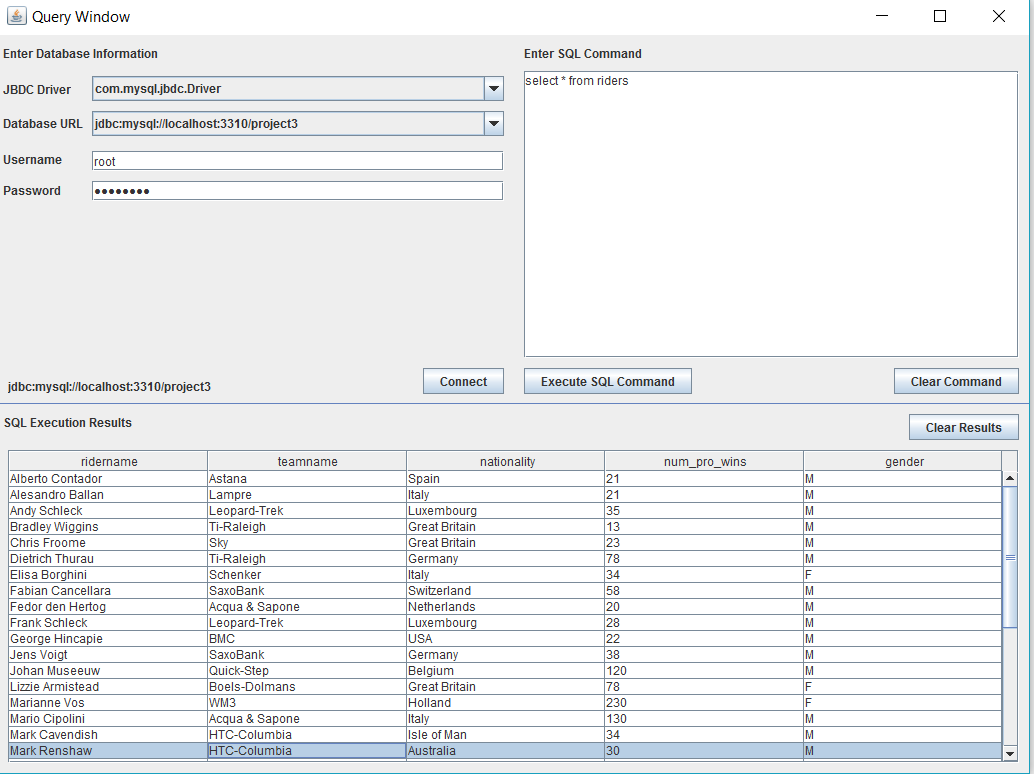 Query Window
Enter Database Information
JBDC Driver com.mysql.jbdc.Driver
Database URL jdbc:mysql://localhost:3310/project3
Username root
Password ••••••••
jdbc:mysql://localhost:3310/project3
Connect
Enter SQL Command
select * from riders
Execute SQL Command Clear Command
SQL Execution Results
Clear Results
ridername teamname nationality num_pro_wins gender
Alberto Contador Astana Spain 21 M
Alesandro Ballan Lampre Italy 21 M
Andy Schleck Leopard-Trek Luxembourg 35 M
Bradley Wiggins Ti-Raleigh Great Britain 13 M
Chris Froome Sky Great Britain 23 M
Dietrich Thurau Ti-Raleigh Germany 78 M
Elisa Borghini Schenker Italy 34 F
Fabian Cancellara SaxoBank Switzerland 58 M
Fedor den Hertog Acqua & Sapone Netherlands 20 M
Frank Schleck Leopard-Trek Luxembourg 28 M
George Hincapie BMC USA 22 M
Jens Voigt SaxoBank Germany 38 M
Johan Museeuw Quick-Step Belgium 120 M
Lizzie Armistead Boels-Dolmans Great Britain 78 F
Marianne Vos WM3 Holland 230 F
Mario Cipolini Acqua & Sapone Italy 130 M
Mark Cavendish HTC-Columbia Isle of Man 34 M
Mark Renshaw HTC-Columbia Australia 30 M